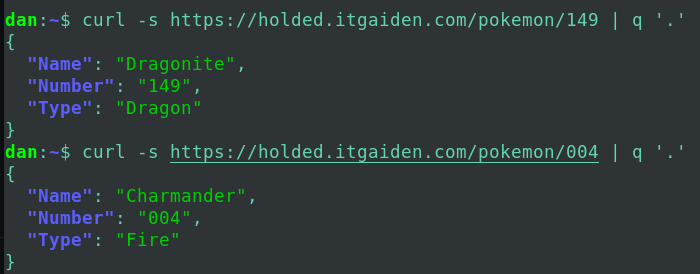 dan:~$ curl -s https://holded.itgaiden.com/pokemon/149 | q '.'
{
  "Name": "Dragonite",
  "Number": "149",
  "Type": "Dragon"
}
dan:~$ curl -s https://holded.itgaiden.com/pokemon/004 | q '.'
{
  "Name": "Charmander",
  "Number": "004",
  "Type": "Fire"
}